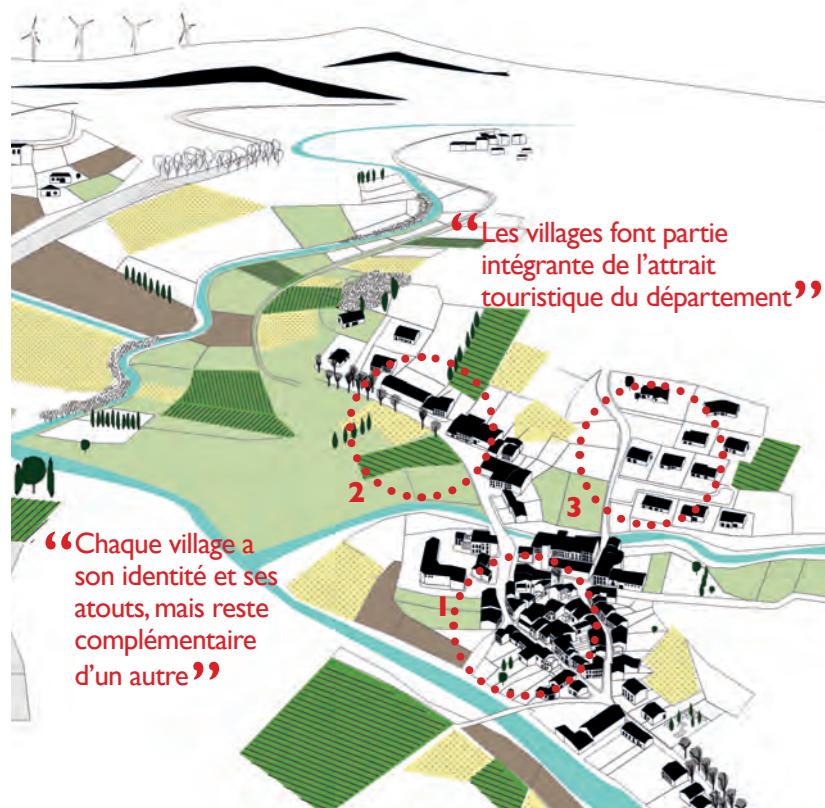 “Les villages font partie
intégrante de l’attrait
touristique du département”
2
3
“Chaque village a
son identité et ses
atouts, mais reste
complémentaire
d’un autre”
1